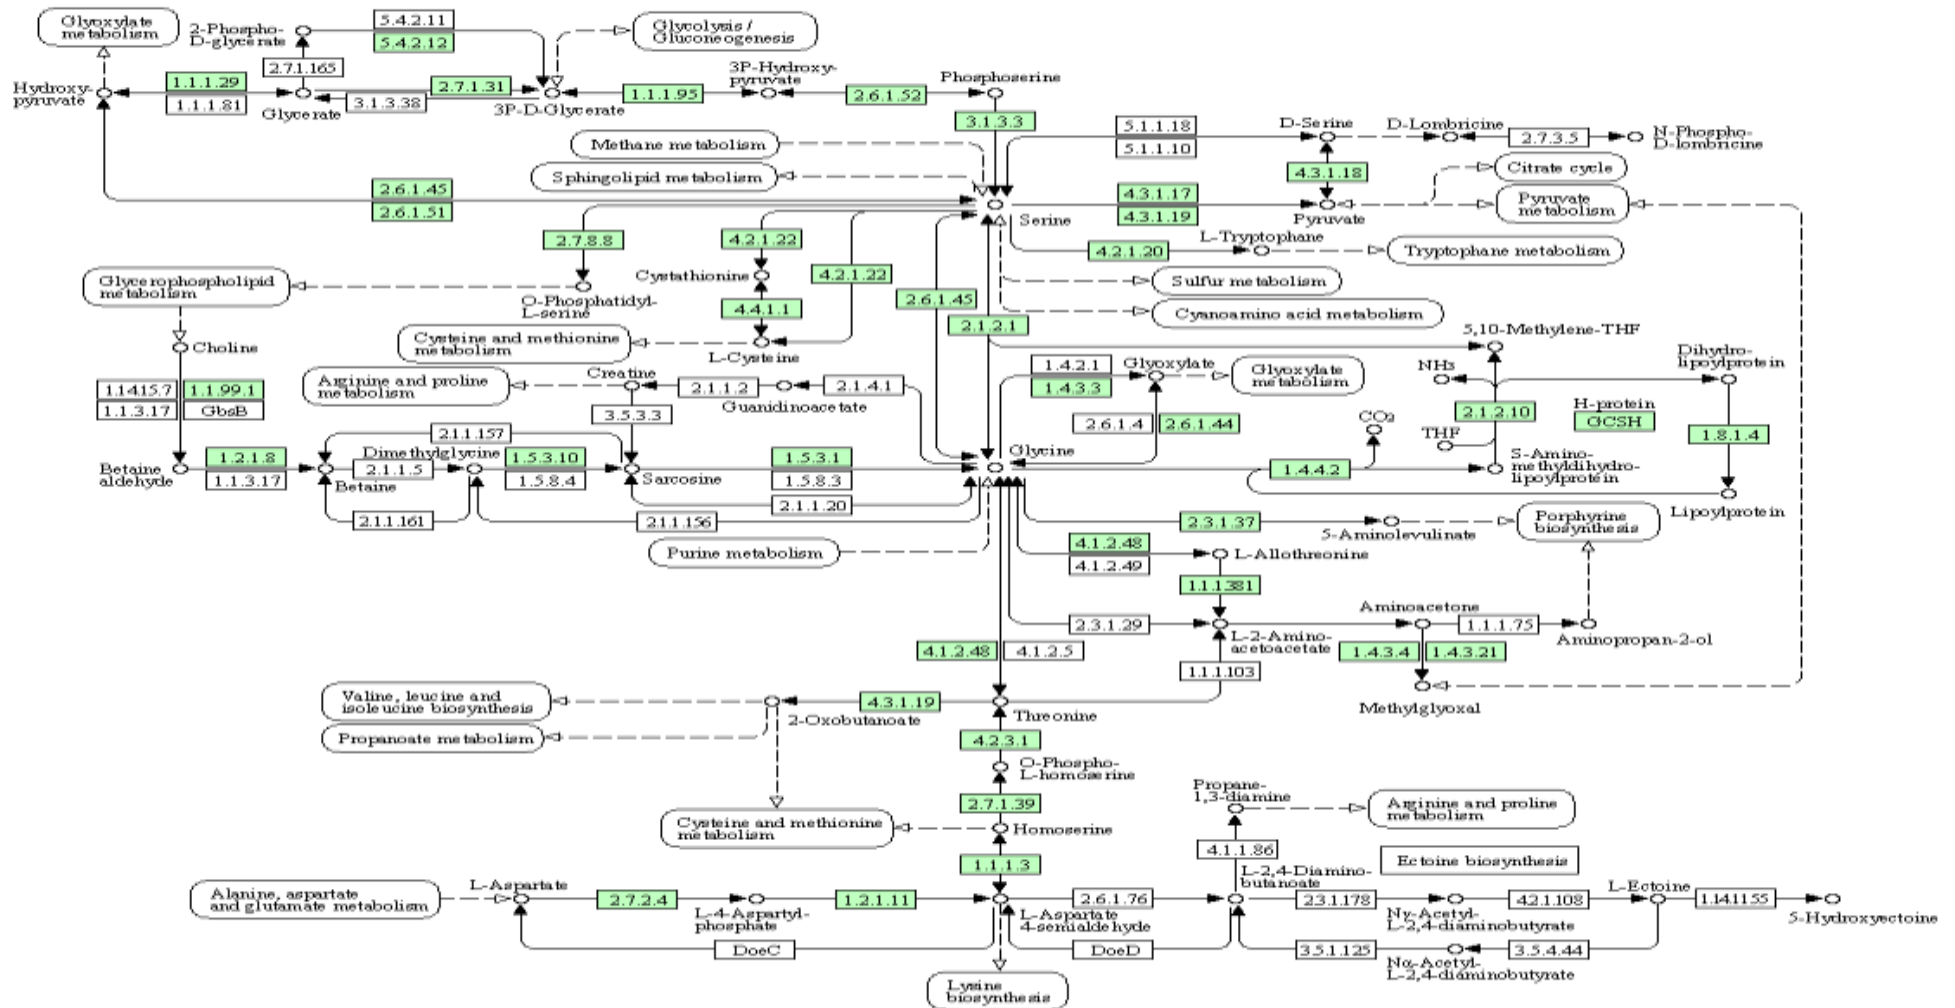 Glyoxylate
metabolism
2-Phospho-
D-glycerate
5.4.2.11
5.4.2.12
Glycolysis /
Gluconeogenesis
2.7.1.165
Hydroxy-
pyruvate
1.1.1.29
1.1.1.81
Glycerate
2.7.1.31
3.1.3.38
3P-D-Glycerate
1.1.1.95
3P-Hydroxy-
pyruvate
2.6.1.52
Phosphoserine
3.1.3.3
Methane metabolism
Sphingolipid metabolism
5.1.1.18
5.1.1.10
D-Serine
D-Lombricine
2.7.3.5
N-Phospho-
D-lombricine
4.3.1.18
Citrate cycle
2.6.1.45
2.6.1.51
Serine
4.3.1.17
4.3.1.19
Pyruvate
Pyruvate
metabolism
2.7.8.8
4.2.1.22
4.2.1.20
L-Tryptophane
Tryptophane metabolism
Glycerophospholipid
metabolism
Cystathionine
4.2.1.22
Sulfur metabolism
O-Phosphatidyl-
L-serine
4.4.1.1
2.6.1.45
2.1.2.1
Cyanoamino acid metabolism
Choline
Cysteine and methionine
metabolism
L-Cysteine
5,10-Methylene-THF
1.14.15.7
1.1.99.1
1.1.3.17
GbsB
Arginine and proline
metabolism
Creatine
2.1.1.2
Guanidinoacetate
2.1.4.1
1.4.2.1
1.4.3.3
Glyoxylate
Glyoxylate
metabolism
NH3
Dihydro-
lipoylprotein
3.5.3.3
2.6.1.4
2.6.1.44
CO2
2.1.2.10
H-protein
GCSH
THF
1.8.1.4
2.1.1.157
Betaine
aldehyde
1.2.1.8
1.1.3.17
Betaine
2.1.1.5
Dimethylglycine
1.5.3.10
1.5.8.4
Sarcosine
1.5.3.1
1.5.8.3
2.1.1.20
Glycine
1.4.4.2
S-Amino-
methyldihydro-
lipoylprotein
Lipoylprotein
2.1.1.161
2.1.1.156
Purine metabolism
2.3.1.37
5-Aminolevulinate
Porphyrine
biosynthesis
4.1.2.48
4.1.2.49
L-Allothreonine
1.1.1381
2.3.1.29
L-2-Amino-
acetoacetate
Aminoacetone
1.1.1.75
Aminopropan-2-ol
4.1.2.48
4.1.2.5
1.1.1.103
1.4.3.4
1.4.3.21
Methylglyoxal
Valine, leucine and
isoleucine biosynthesis
2-Oxobutanoate
4.3.1.19
Threonine
Propanoate metabolism
4.2.3.1
O-Phospho-
L-homoserine
2.7.1.39
Cysteine and methionine
metabolism
Homoserine
1.1.1.3
Propane-
1,3-diamine
Arginine and proline
metabolism
4.1.1.86
Ectoine biosynthesis
Alanine, aspartate
and glutamate metabolism
L-Aspartate
2.7.2.4
L-4-Aspartyl-
phosphate
1.2.1.11
L-Aspartate
4-semialdehyde
2.6.1.76
L-2,4-Diamino-
butanoate
2.3.1.178
Nγ-Acetyl-
L-2,4-diaminobutyrate
4.2.1.108
L-Ectoine
1.14.11.55
5-Hydroxyectoine
DoeC
DoeD
3.5.1.125
Nα-Acetyl-
L-2,4-diaminobutyrate
3.5.4.44
Lysine
biosynthesis